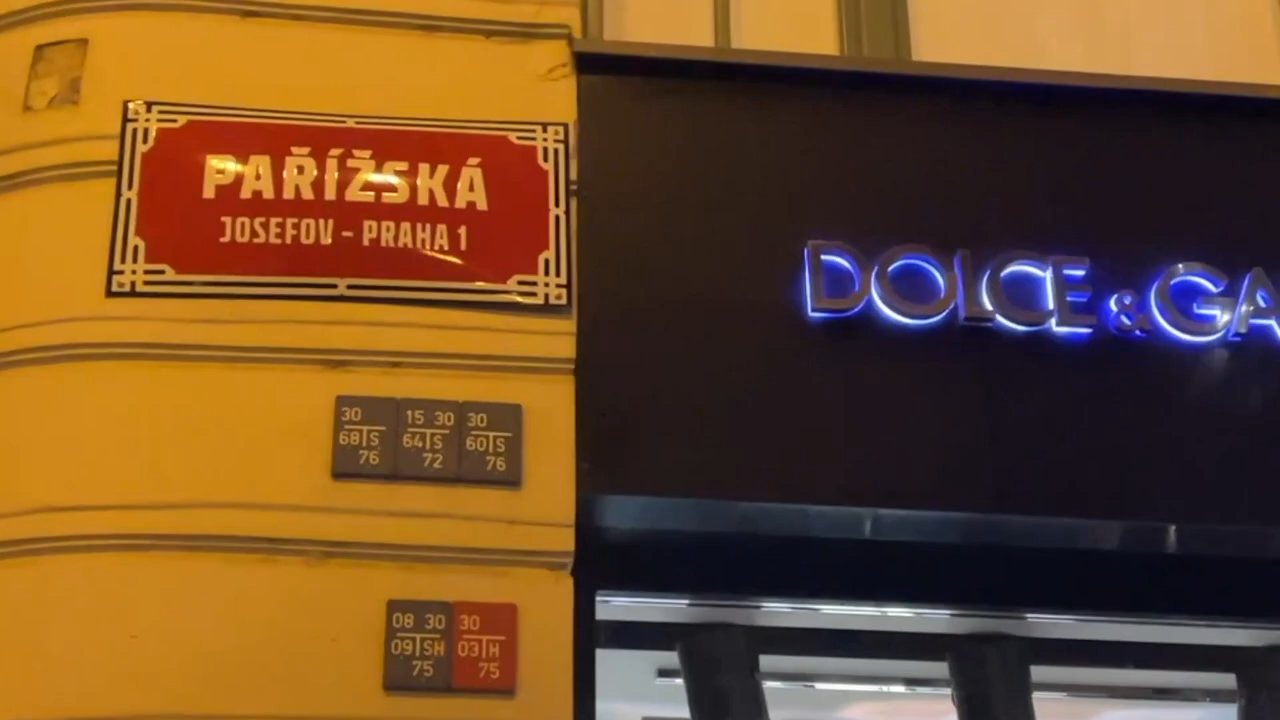 PAŘÍŽSKÁ
JOSEFOV - PRAHA 1
DOLCE & GA
30
68 S
76
15 30
64 S
72
30
60 S
76
08 30
09 SH
75
30
03 H
75